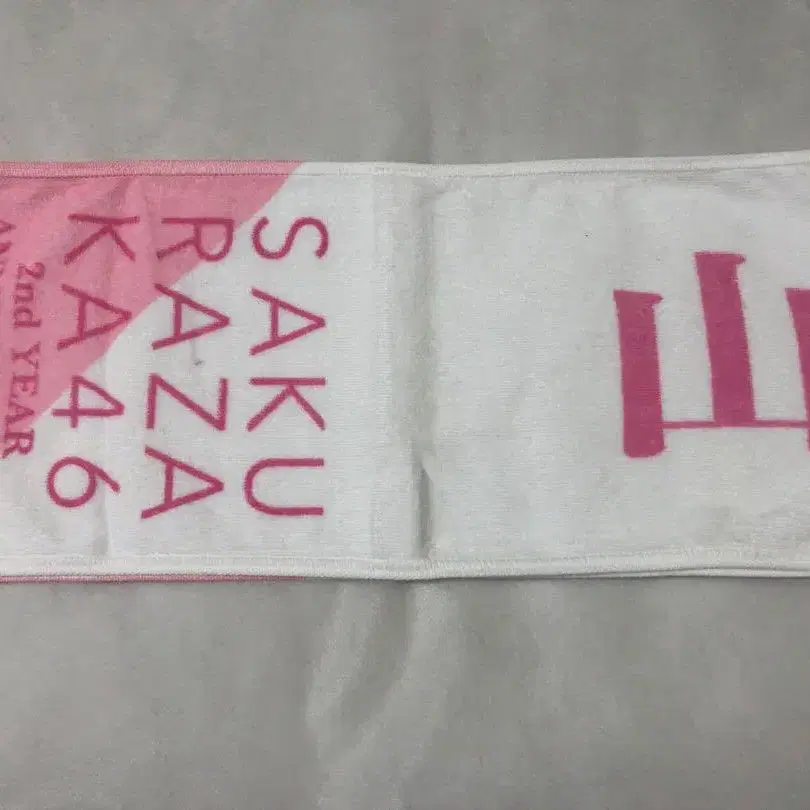 SAKU
RAZA
KA46
2nd YEAR
山